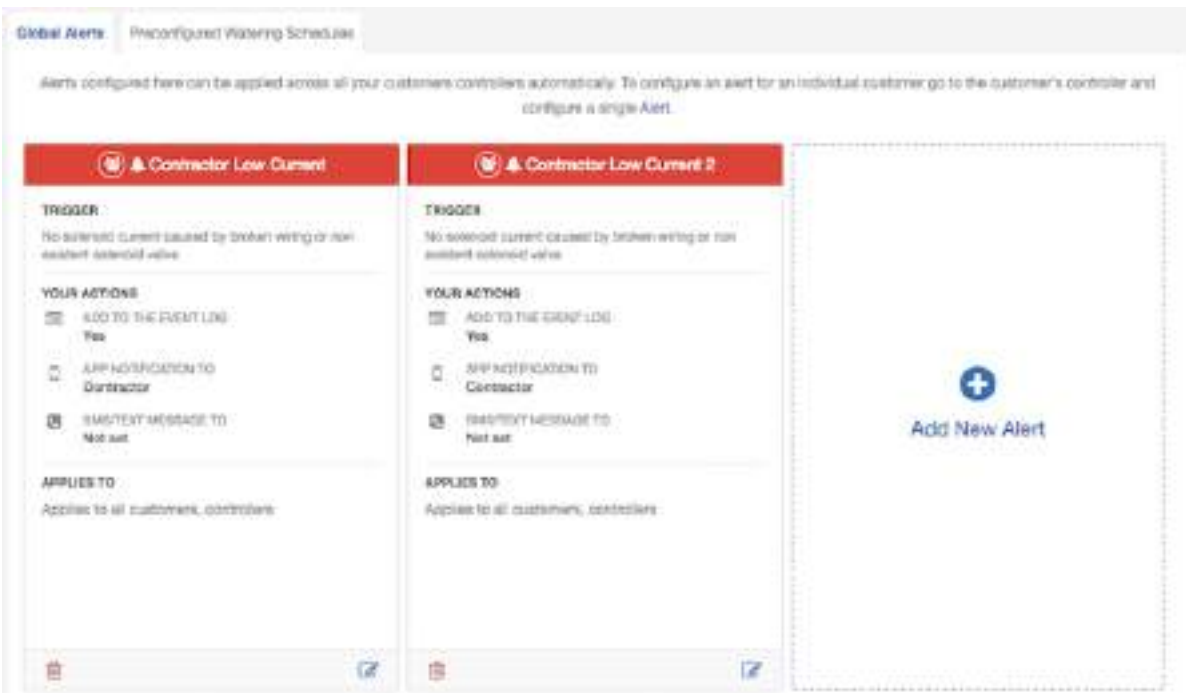 Global Alerts
Preconfigured Watering Schedules
Alerts configured here can be applied across all your customers controllers automatically. To configure an alert for an individual customer go to the customer's controller and
configure a single Alert.
Contractor Low Current
TRIGGER
No solenoid current caused by broken wiring or non
existent solenoid valve
YOUR ACTIONS
ADD TO THE EVENT LOG
Yes
APP NOTIFICATION TO
Contractor
SMS/TEXT MESSAGE TO
Not set
APPLIES TO
Applies to all customers, controllers
Contractor Low Current 2
TRIGGER
No solenoid current caused by broken wiring or non
existent solenoid valve
YOUR ACTIONS
ADD TO THE EVENT LOG
Yes
APP NOTIFICATION TO
Contractor
SMS/TEXT MESSAGE TO
Not set
APPLIES TO
Applies to all customers, controllers
Add New Alert